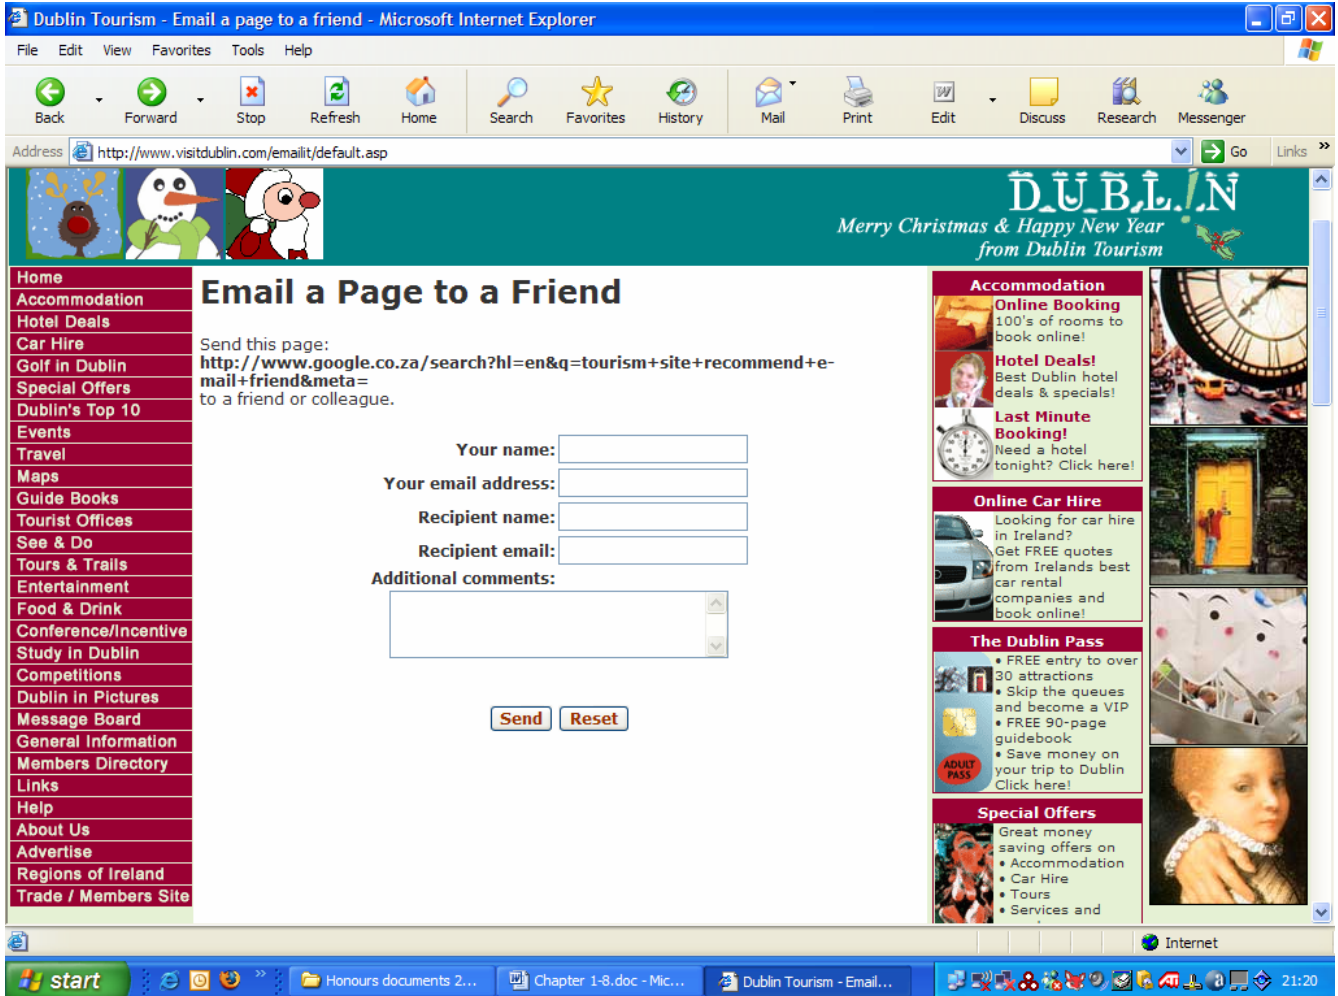 Dublin Tourism - Email a page to a friend - Microsoft Internet Explorer
File Edit View Favorites Tools Help
Back Forward Stop Refresh Home Search Favorites History Mail Print Edit Discuss Research Messenger
Address http://www.visitdublin.com/emailit/default.asp Go Links »
DUBLIN
Merry Christmas & Happy New Year
from Dublin Tourism
Home
Accommodation
Hotel Deals
Car Hire
Golf in Dublin
Special Offers
Dublin's Top 10
Events
Travel
Maps
Guide Books
Tourist Offices
See & Do
Tours & Trails
Entertainment
Food & Drink
Conference/Incentive
Study in Dublin
Competitions
Dublin in Pictures
Message Board
General Information
Members Directory
Links
Help
About Us
Advertise
Regions of Ireland
Trade / Members Site
Email a Page to a Friend
Send this page:
http://www.google.co.za/search?hl=en&q=tourism+site+recommend+e-
mail+friend&meta=
to a friend or colleague.
Your name:
Your email address:
Recipient name:
Recipient email:
Additional comments:
Send Reset
Accommodation
Online Booking
100's of rooms to
book online!
Hotel Deals!
Best Dublin hotel
deals & specials!
Last Minute
Booking!
Need a hotel
tonight? Click here!
Online Car Hire
Looking for car hire
in Ireland?
Get FREE quotes
from Irelands best
car rental
companies and
book online!
The Dublin Pass
• FREE entry to over
30 attractions
• Skip the queues
and become a VIP
• FREE 90-page
guidebook
• Save money on
your trip to Dublin
Click here!
ADULT
PASS
Special Offers
Great money
saving offers on
• Accommodation
• Car Hire
• Tours
• Services and
Internet
start » Honours documents 2... Chapter 1-8.doc - Mic... Dublin Tourism - Email... 21:20